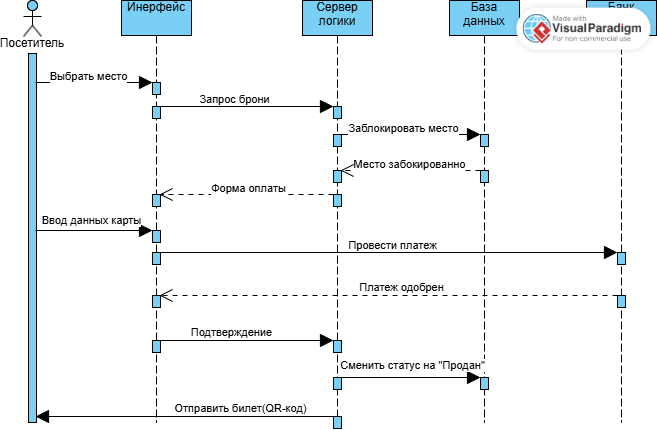 Посетитель
Инерфейс
Сервер
логики
База
данных
Банк
Made with
VisualParadigm
For non-commercial use
Выбрать место
Запрос брони
Заблокировать место
Место забокированно
Форма оплаты
Ввод данных карты
Провести платеж
Платеж одобрен
Подтверждение
Сменить статус на "Продан"
Отправить билет(QR-код)